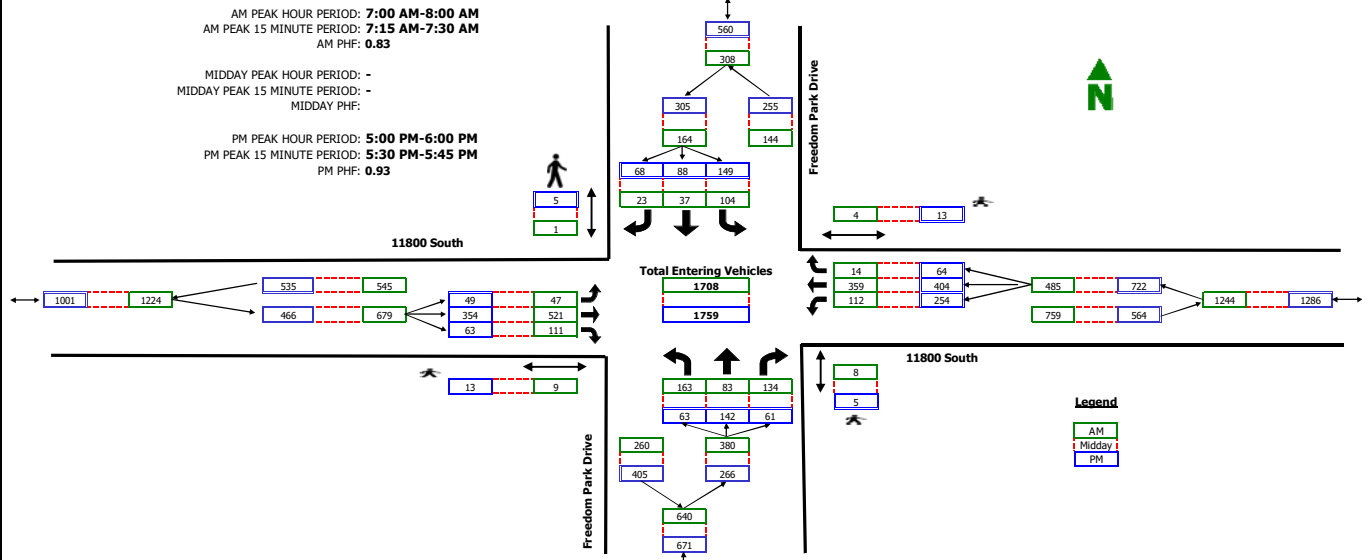 AM PEAK HOUR PERIOD: 7:00 AM-8:00 AM
AM PEAK 15 MINUTE PERIOD: 7:15 AM-7:30 AM
AM PHF: 0.83
MIDDAY PEAK HOUR PERIOD: -
MIDDAY PEAK 15 MINUTE PERIOD: -
MIDDAY PHF:
PM PEAK HOUR PERIOD: 5:00 PM-6:00 PM
PM PEAK 15 MINUTE PERIOD: 5:30 PM-5:45 PM
PM PHF: 0.93
560
308
305 255
164 144
68 88 149
23 37 104
Freedom Park Drive
N
5
1
4 13
11800 South
Total Entering Vehicles
1708
1759
1001 1224
535 545
466 679
49 47
354 521
63 111
14 64
359 404
112 254
485 722
759 564
1244 1286
11800 South
13 9
163 83 134
63 142 61
8
5
260 380
405 266
640
671
Freedom Park Drive
Legend
AM
Midday
PM